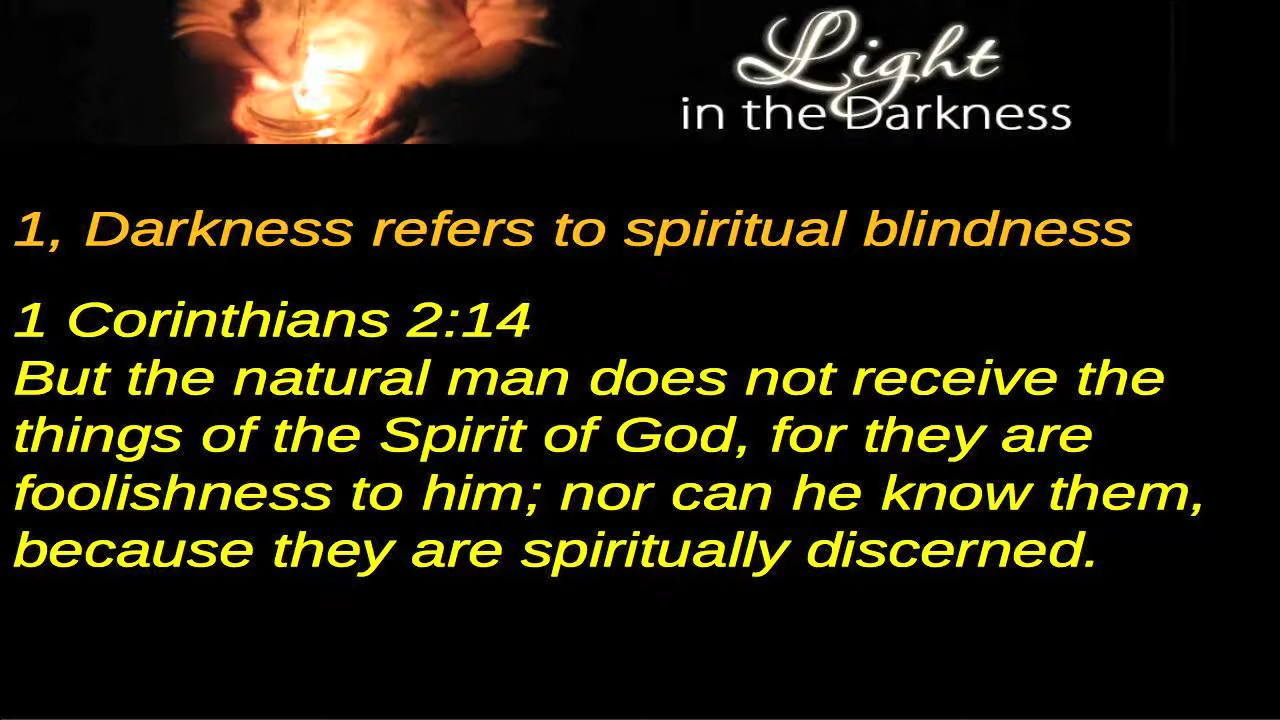 Light
in the Darkness
1, Darkness refers to spiritual blindness
1 Corinthians 2:14
But the natural man does not receive the
things of the Spirit of God, for they are
foolishness to him; nor can he know them,
because they are spiritually discerned.